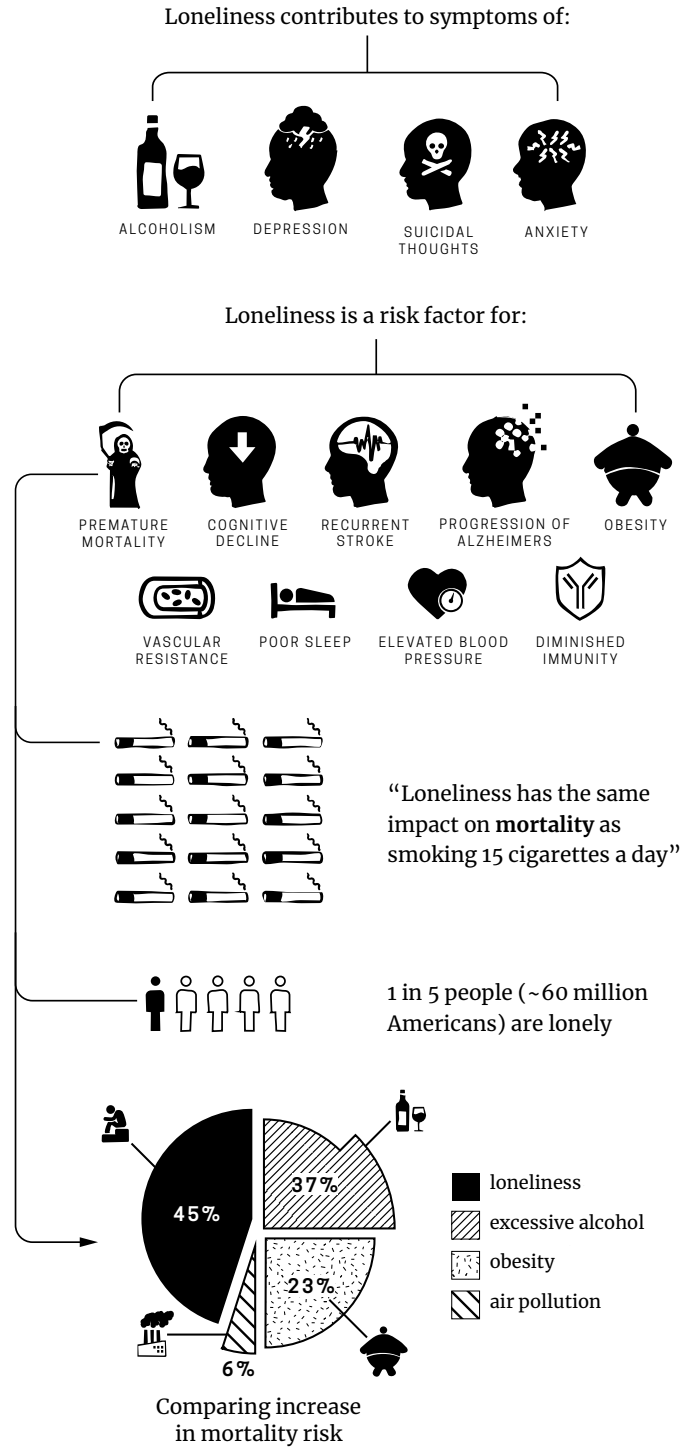 Loneliness contributes to symptoms of:
ALCOHOLISM
DEPRESSION
SUICIDAL
THOUGHTS
ANXIETY
Loneliness is a risk factor for:
PREMATURE
MORTALITY
COGNITIVE
DECLINE
RECURRENT
STROKE
PROGRESSION OF
ALZHEIMERS
OBESITY
VASCULAR
RESISTANCE
POOR SLEEP
ELEVATED BLOOD
PRESSURE
DIMINISHED
IMMUNITY
“Loneliness has the same
impact on mortality as
smoking 15 cigarettes a day”
1 in 5 people (~60 million
Americans) are lonely
45%
37%
23%
6%
loneliness
excessive alcohol
obesity
air pollution
Comparing increase
in mortality risk